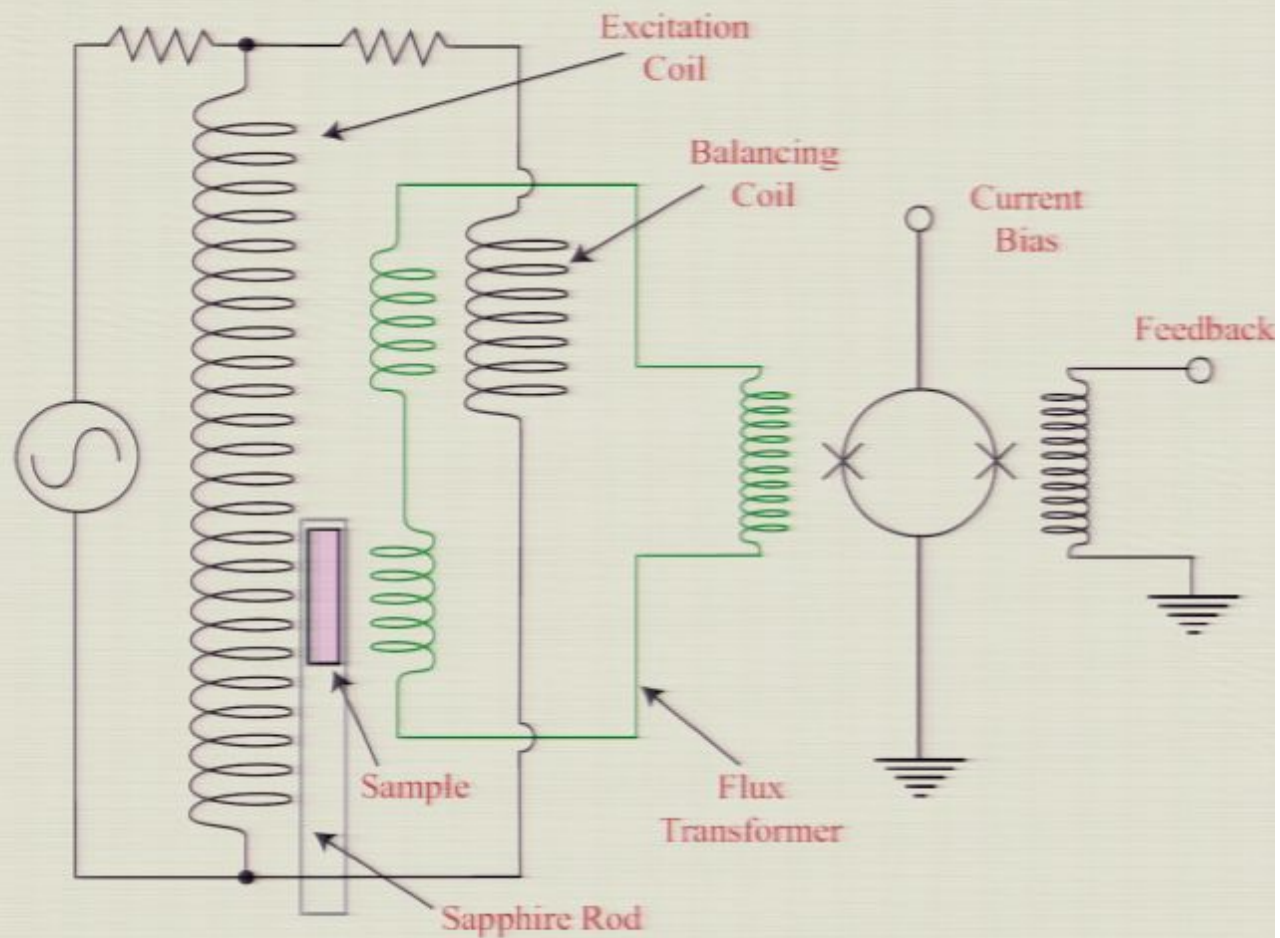 Excitation
Coil
Balancing
Coil
Current
Bias
Feedback
Sample
Flux
Transformer
Sapphire Rod